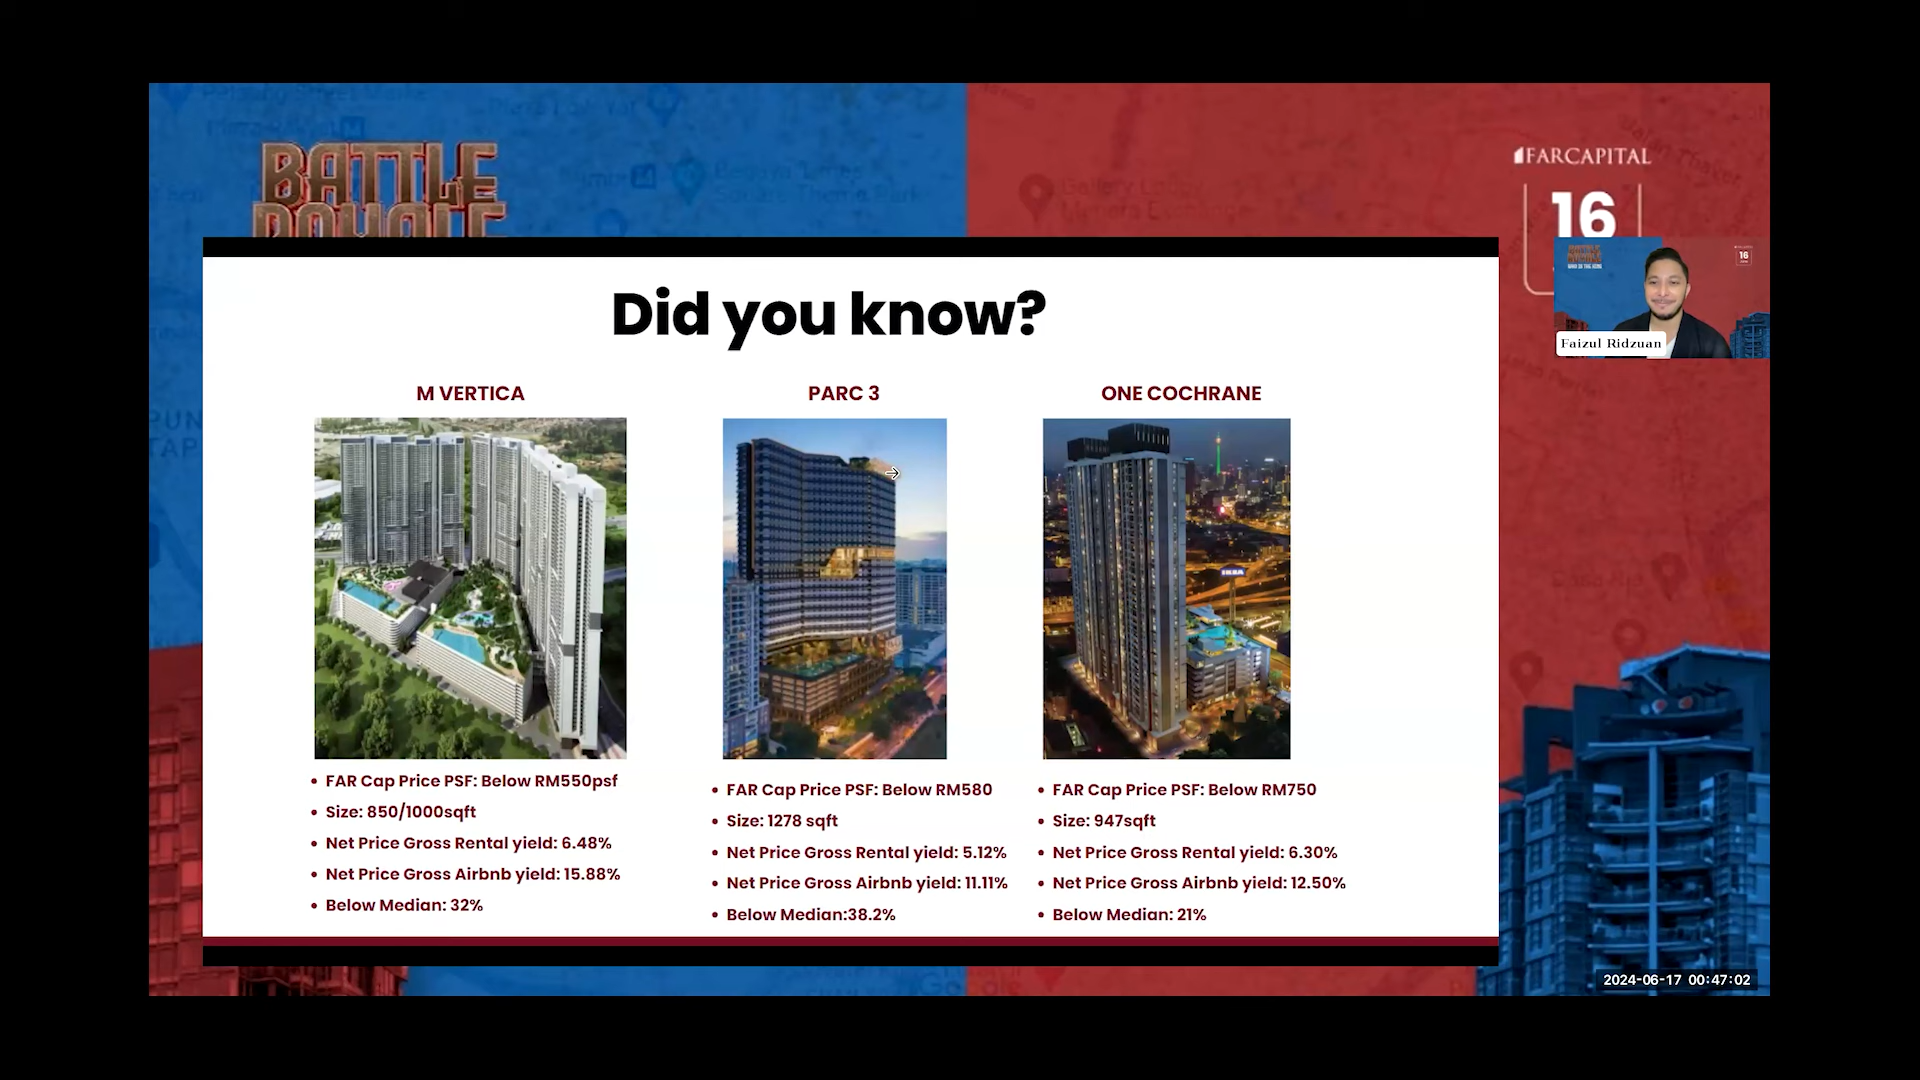 BATTLE
ROYALE
FARCAPITAL
16
Faizul Ridzuan
Did you know?
M VERTICA
• FAR Cap Price PSF: Below RM550psf
• Size: 850/1000sqft
• Net Price Gross Rental yield: 6.48%
• Net Price Gross Airbnb yield: 15.88%
• Below Median: 32%
PARC 3
• FAR Cap Price PSF: Below RM580
• Size: 1278 sqft
• Net Price Gross Rental yield: 5.12%
• Net Price Gross Airbnb yield: 11.11%
• Below Median:38.2%
ONE COCHRANE
IKEA
• FAR Cap Price PSF: Below RM750
• Size: 947sqft
• Net Price Gross Rental yield: 6.30%
• Net Price Gross Airbnb yield: 12.50%
• Below Median: 21%
2024-06-17 00:47:02